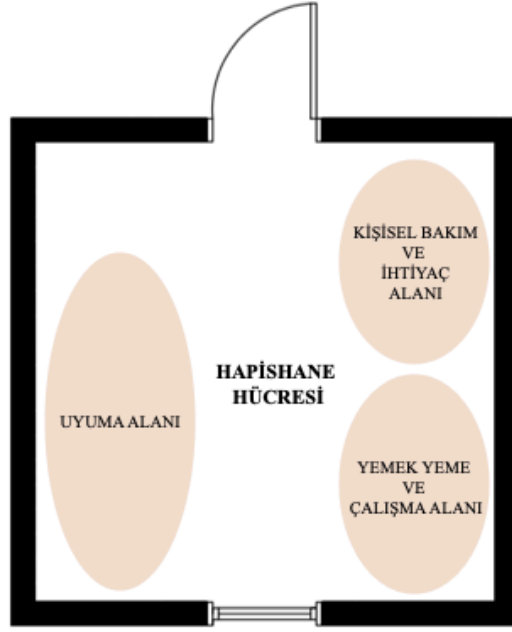 KİŞİSEL BAKIM
VE
İHTİYAÇ
ALANI
HAPİSHANE
HÜCRESİ
UYUMA ALANI
YEMEK YEME
VE
ÇALIŞMA ALANI